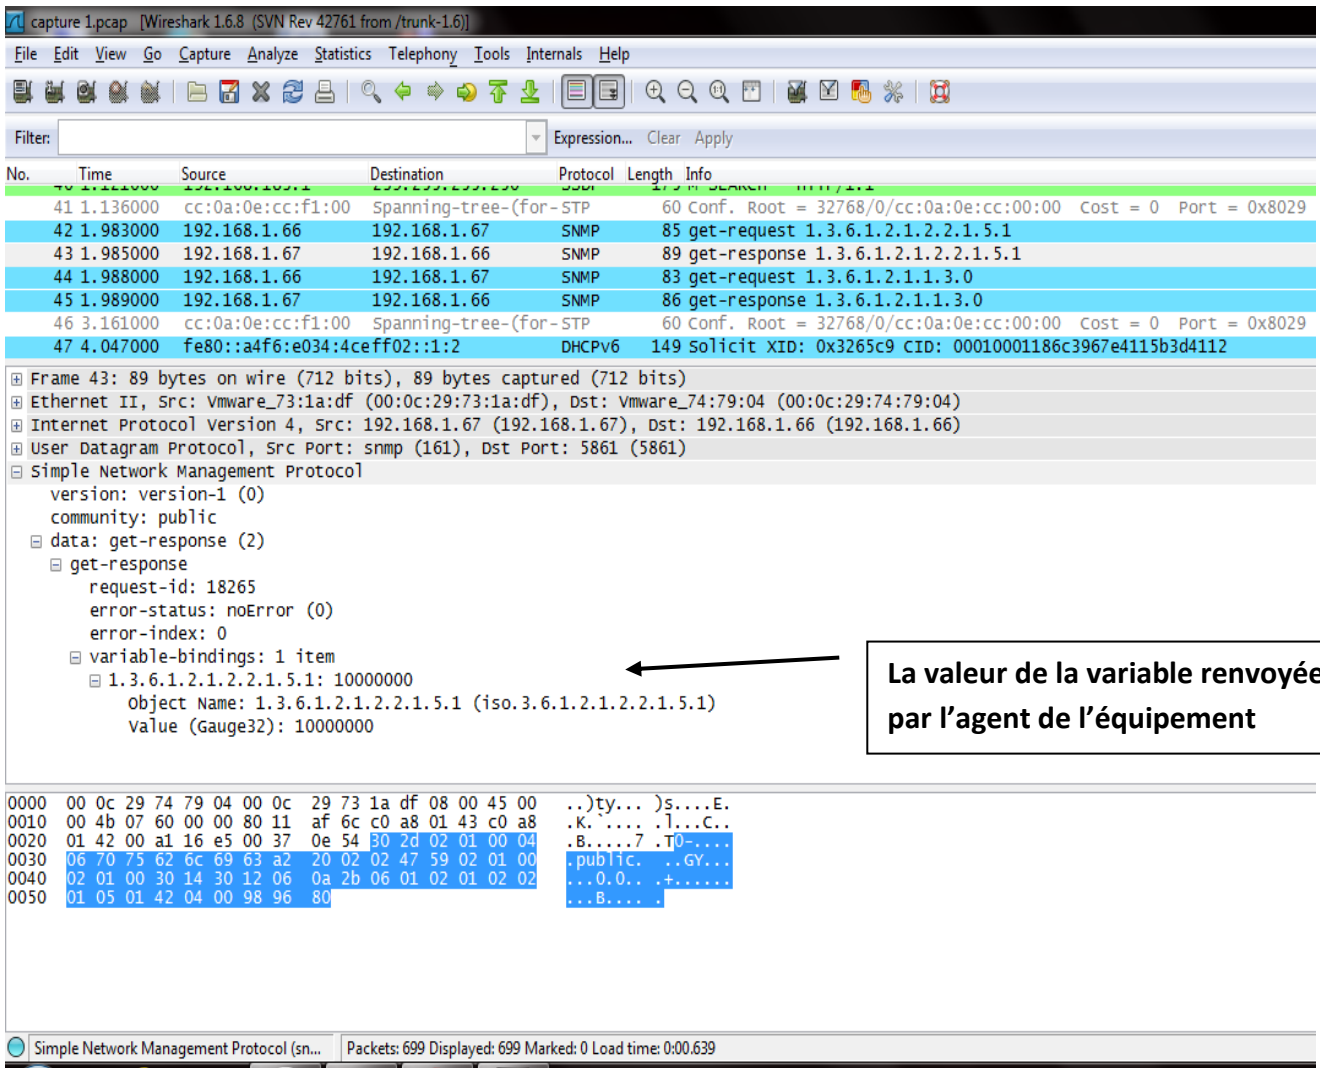 capture 1.pcap [Wireshark 1.6.8 (SVN Rev 42761 from /trunk-1.6)]
File Edit View Go Capture Analyze Statistics Telephony Tools Internals Help
Filter: Expression... Clear Apply
No. Time Source Destination Protocol Length Info
40 1.121000 192.168.163.1 239.255.255.250 SSDP 175 M-SEARCH * HTTP/1.1
41 1.136000 cc:0a:0e:cc:f1:00 Spanning-tree-(for- STP 60 Conf. Root = 32768/0/cc:0a:0e:cc:00:00 Cost = 0 Port = 0x8029
42 1.983000 192.168.1.66 192.168.1.67 SNMP 85 get-request 1.3.6.1.2.1.2.2.1.5.1
43 1.985000 192.168.1.67 192.168.1.66 SNMP 89 get-response 1.3.6.1.2.1.2.2.1.5.1
44 1.988000 192.168.1.66 192.168.1.67 SNMP 83 get-request 1.3.6.1.2.1.1.3.0
45 1.989000 192.168.1.67 192.168.1.66 SNMP 86 get-response 1.3.6.1.2.1.1.3.0
46 3.161000 cc:0a:0e:cc:f1:00 Spanning-tree-(for- STP 60 Conf. Root = 32768/0/cc:0a:0e:cc:00:00 Cost = 0 Port = 0x8029
47 4.047000 fe80::a4f6:e034:4ce ff02::1:2 DHCPv6 149 Solicit XID: 0x3265c9 CID: 00010001186c3967e4115b3d4112
Frame 43: 89 bytes on wire (712 bits), 89 bytes captured (712 bits)
Ethernet II, Src: Vmware_73:1a:df (00:0c:29:73:1a:df), Dst: Vmware_74:79:04 (00:0c:29:74:79:04)
Internet Protocol Version 4, Src: 192.168.1.67 (192.168.1.67), Dst: 192.168.1.66 (192.168.1.66)
User Datagram Protocol, Src Port: snmp (161), Dst Port: 5861 (5861)
Simple Network Management Protocol
version: version-1 (0)
community: public
data: get-response (2)
get-response
request-id: 18265
error-status: noError (0)
error-index: 0
variable-bindings: 1 item
1.3.6.1.2.1.2.2.1.5.1: 10000000
Object Name: 1.3.6.1.2.1.2.2.1.5.1 (iso.3.6.1.2.1.2.2.1.5.1)
Value (Gauge32): 10000000
La valeur de la variable renvoyée
par l’agent de l’équipement
0000 00 0c 29 74 79 04 00 0c 29 73 1a df 08 00 45 00 ..)ty... )s....E.
0010 00 4b 07 60 00 00 80 11 af 6c c0 a8 01 43 c0 a8 .K.`.... .l...C..
0020 01 42 00 a1 16 e5 00 37 0e 54 30 2d 02 01 00 04 .B.....7 .T0-....
0030 06 70 75 62 6c 69 63 a2 20 02 02 47 59 02 01 00 .public. ..GY...
0040 02 01 00 30 14 30 12 06 0a 2b 06 01 02 01 02 02 ...0.0.. .+......
0050 01 05 01 42 04 00 98 96 80 ...B.... .
Simple Network Management Protocol (sn... Packets: 699 Displayed: 699 Marked: 0 Load time: 0:00.639